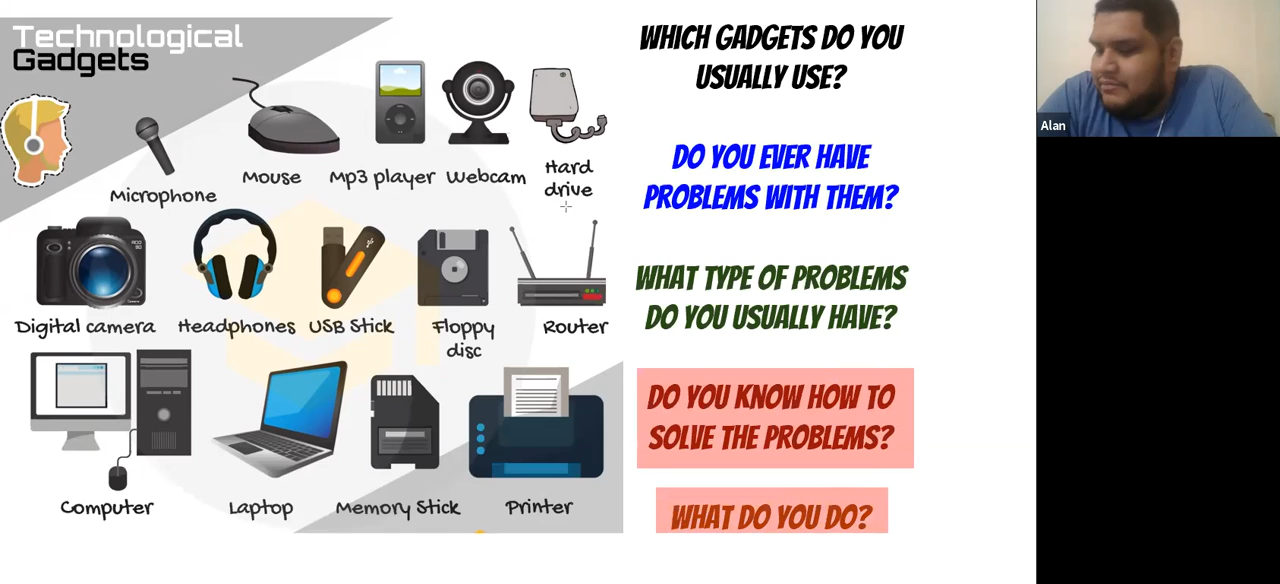 Technological
Gadgets
Microphone
Mouse
Mp3 player
Webcam
Hard
drive
Digital camera
Headphones
USB Stick
Floppy
disc
Router
Computer
Laptop
Memory Stick
Printer
WHICH GADGETS DO YOU
USUALLY USE?
DO YOU EVER HAVE
PROBLEMS WITH THEM?
WHAT TYPE OF PROBLEMS
DO YOU USUALLY HAVE?
DO YOU KNOW HOW TO
SOLVE THE PROBLEMS?
WHAT DO YOU DO?
Alan